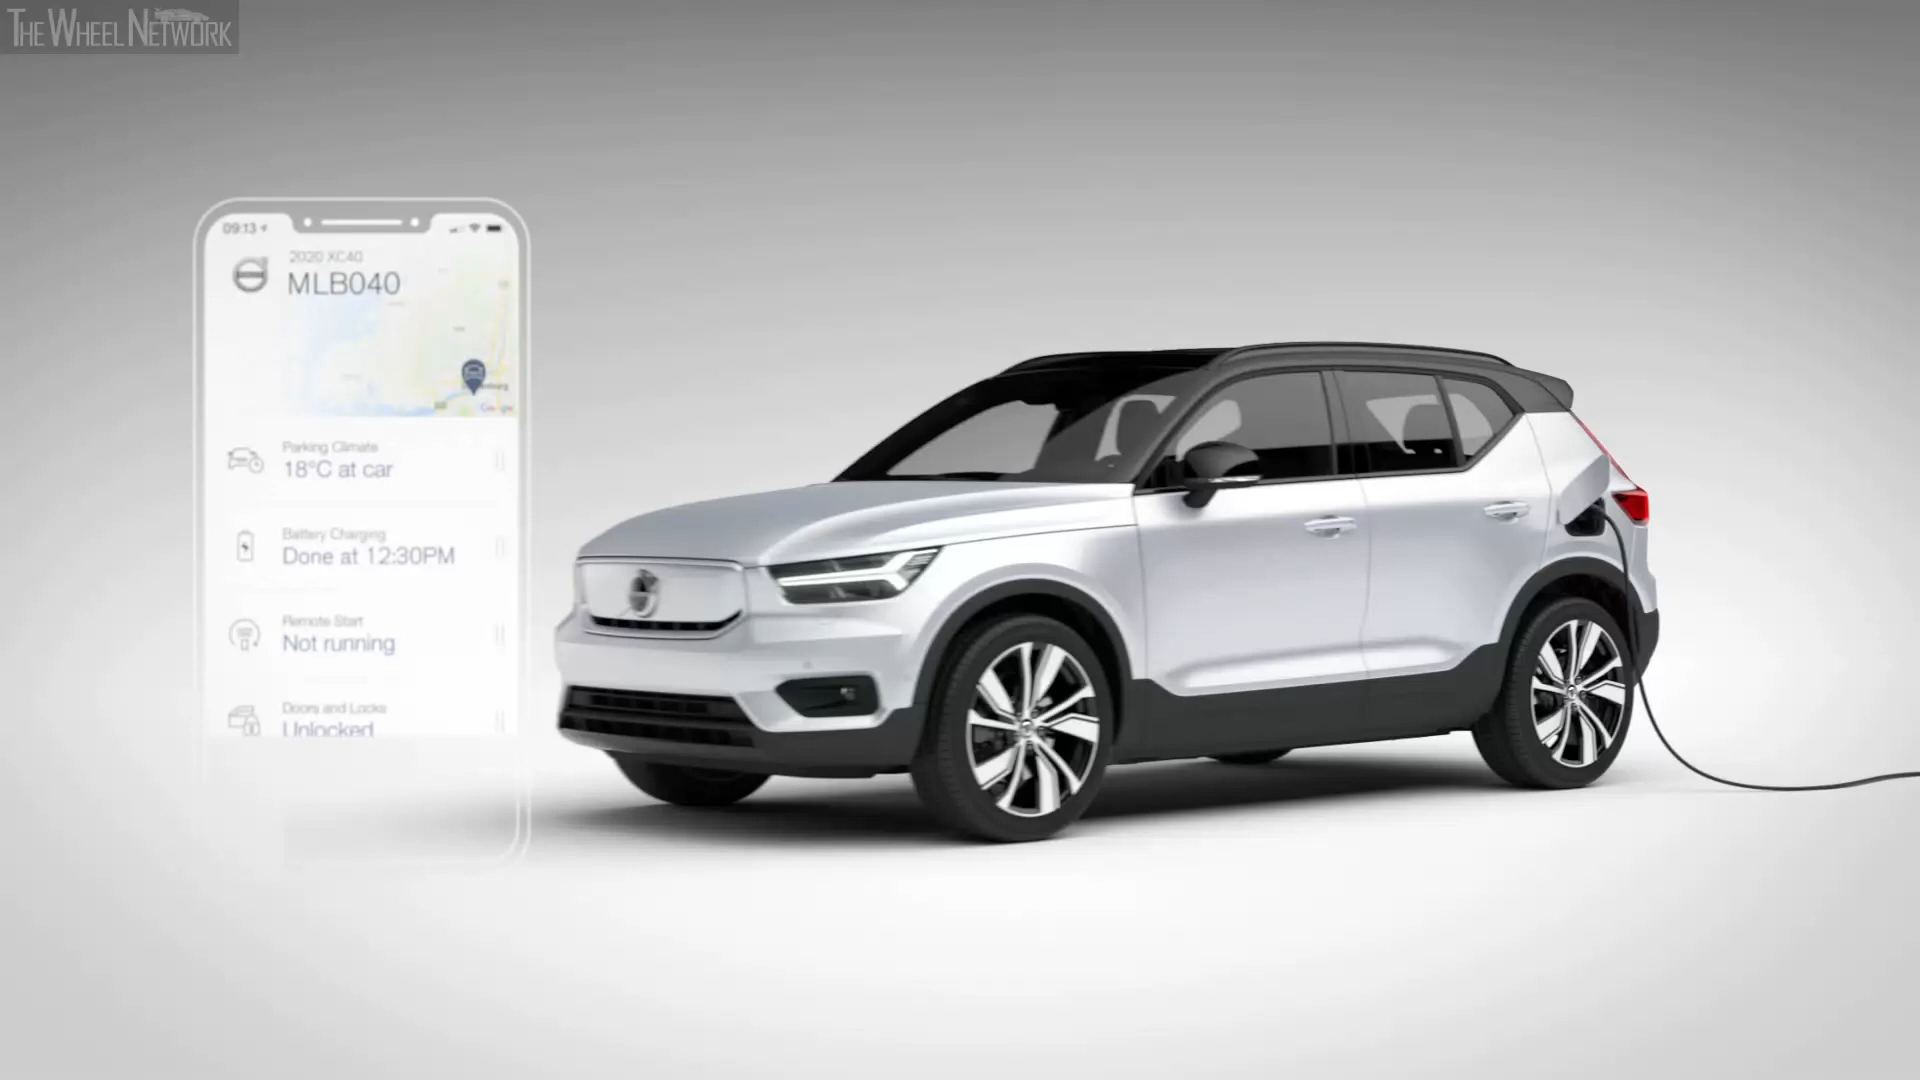 THE WHEEL NETWORK
09:13
2020 XC40
MLB040
Google
Parking Climate
18°C at car
Battery Charging
Done at 12:30PM
Remote Start
Not running
Doors and Locks
Unlocked